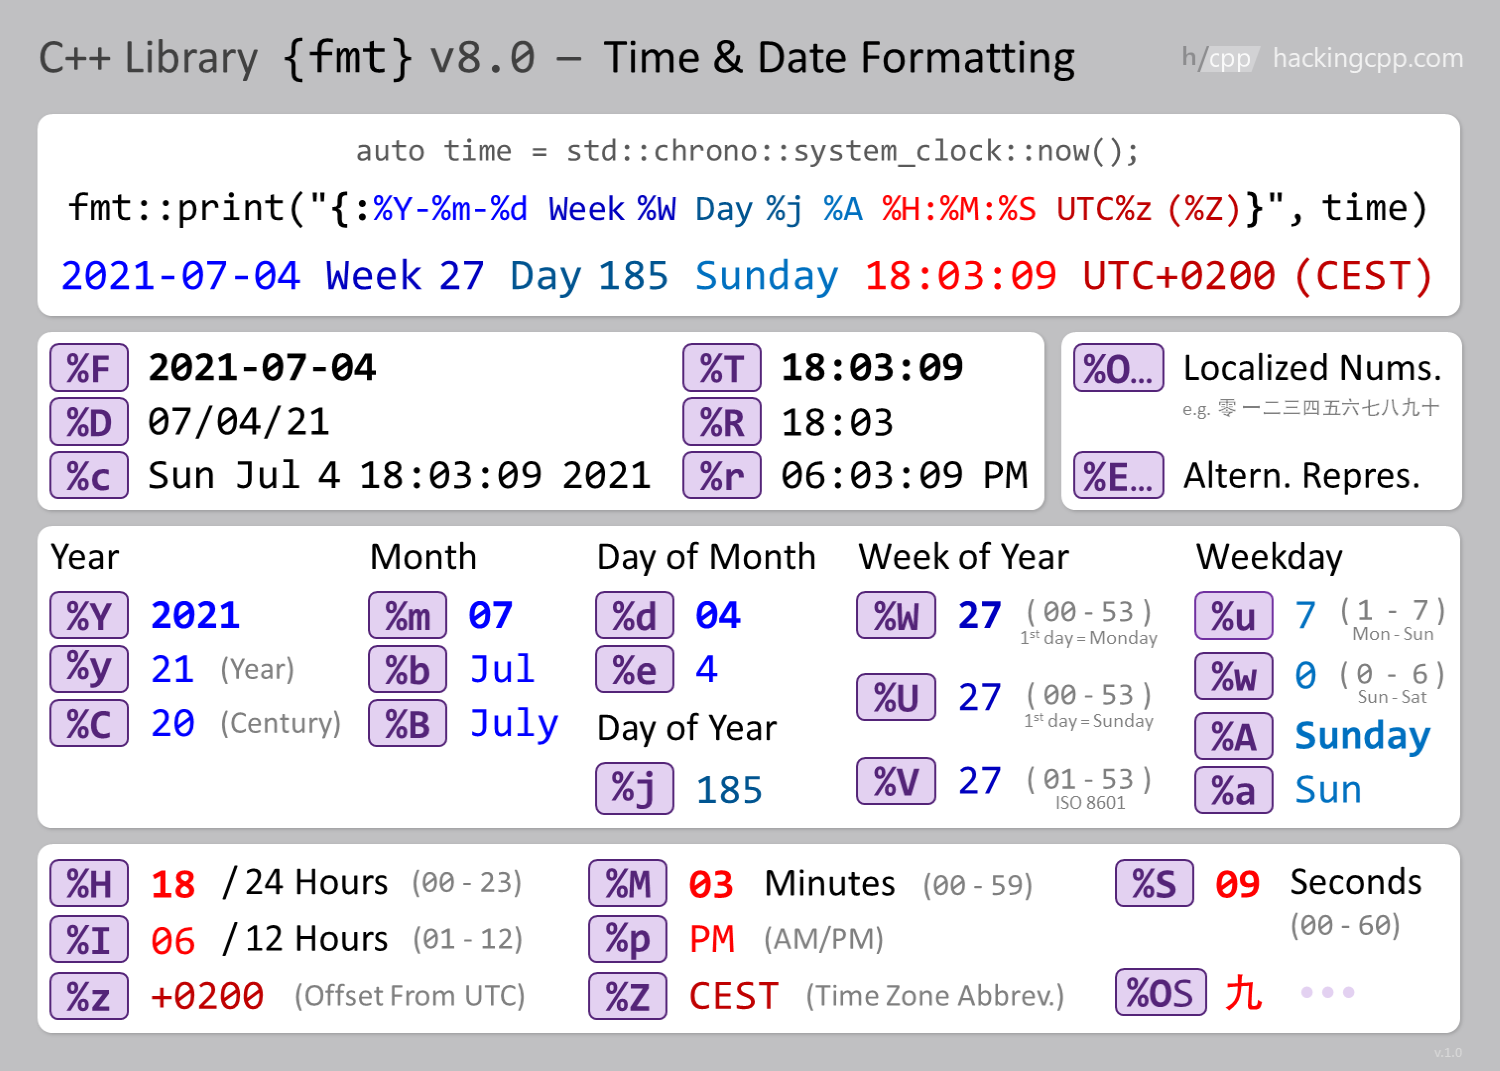 C++ Library {fmt} v8.0 – Time & Date Formatting
h/cpp hackingcpp.com
auto time = std::chrono::system_clock::now();
fmt::print("{:%Y-%m-%d Week %W Day %j %A %H:%M:%S UTC%z (%Z)}", time)
2021-07-04 Week 27 Day 185 Sunday 18:03:09 UTC+0200 (CEST)
%F 2021-07-04
%D 07/04/21
%c Sun Jul 4 18:03:09 2021
%T 18:03:09
%R 18:03
%r 06:03:09 PM
%O... Localized Nums.
e.g. 零 一二三四五六七八九十
%E... Altern. Repres.
Year
%Y 2021
%y 21 (Year)
%C 20 (Century)
Month
%m 07
%b Jul
%B July
Day of Month
%d 04
%e 4
Day of Year
%j 185
Week of Year
%W 27 (00 - 53)
1st day = Monday
%U 27 (00 - 53)
1st day = Sunday
%V 27 (01 - 53)
ISO 8601
Weekday
%u 7 (1 - 7)
Mon - Sun
%w 0 (0 - 6)
Sun - Sat
%A Sunday
%a Sun
%H 18 / 24 Hours (00 - 23)
%I 06 / 12 Hours (01 - 12)
%z +0200 (Offset From UTC)
%M 03 Minutes (00 - 59)
%p PM (AM/PM)
%Z CEST (Time Zone Abbrev.)
%S 09 Seconds
(00 - 60)
%OS 九 •••
v.1.0